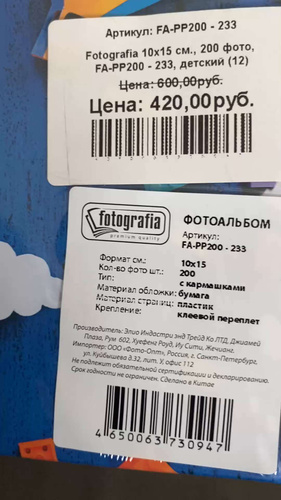 Артикул: FA-PP200 - 233
Fotografia 10x15 см., 200 фото,
FA-PP200 - 233, детский (12)
Цена: 600,00руб.
Цена: 420,00руб.
fotografia
premium quality
ФОТОАЛЬБОМ
Артикул:
FA-PP200 - 233
Формат см.: 10x15
Кол-во фото шт.: 200
Тип: с кармашками
Материал обложки: бумага
Материал страниц: пластик
Крепление: клеевой переплет
Производитель: Элио Индастри энд Трейд Ко.ЛТД, Джиамей
Плаза, Рум 602, Хуефенг Роуд, Иу Сити, Жечианг.
Импортер: ООО «Фото-Опт», Россия, г. Санкт-Петербург,
ул. Куйбышева д.32, лит. Х, офис 112
Не подлежит обязательной сертификации и декларированию.
Срок годности не ограничен. Сделано в Китае
4 650063 730947